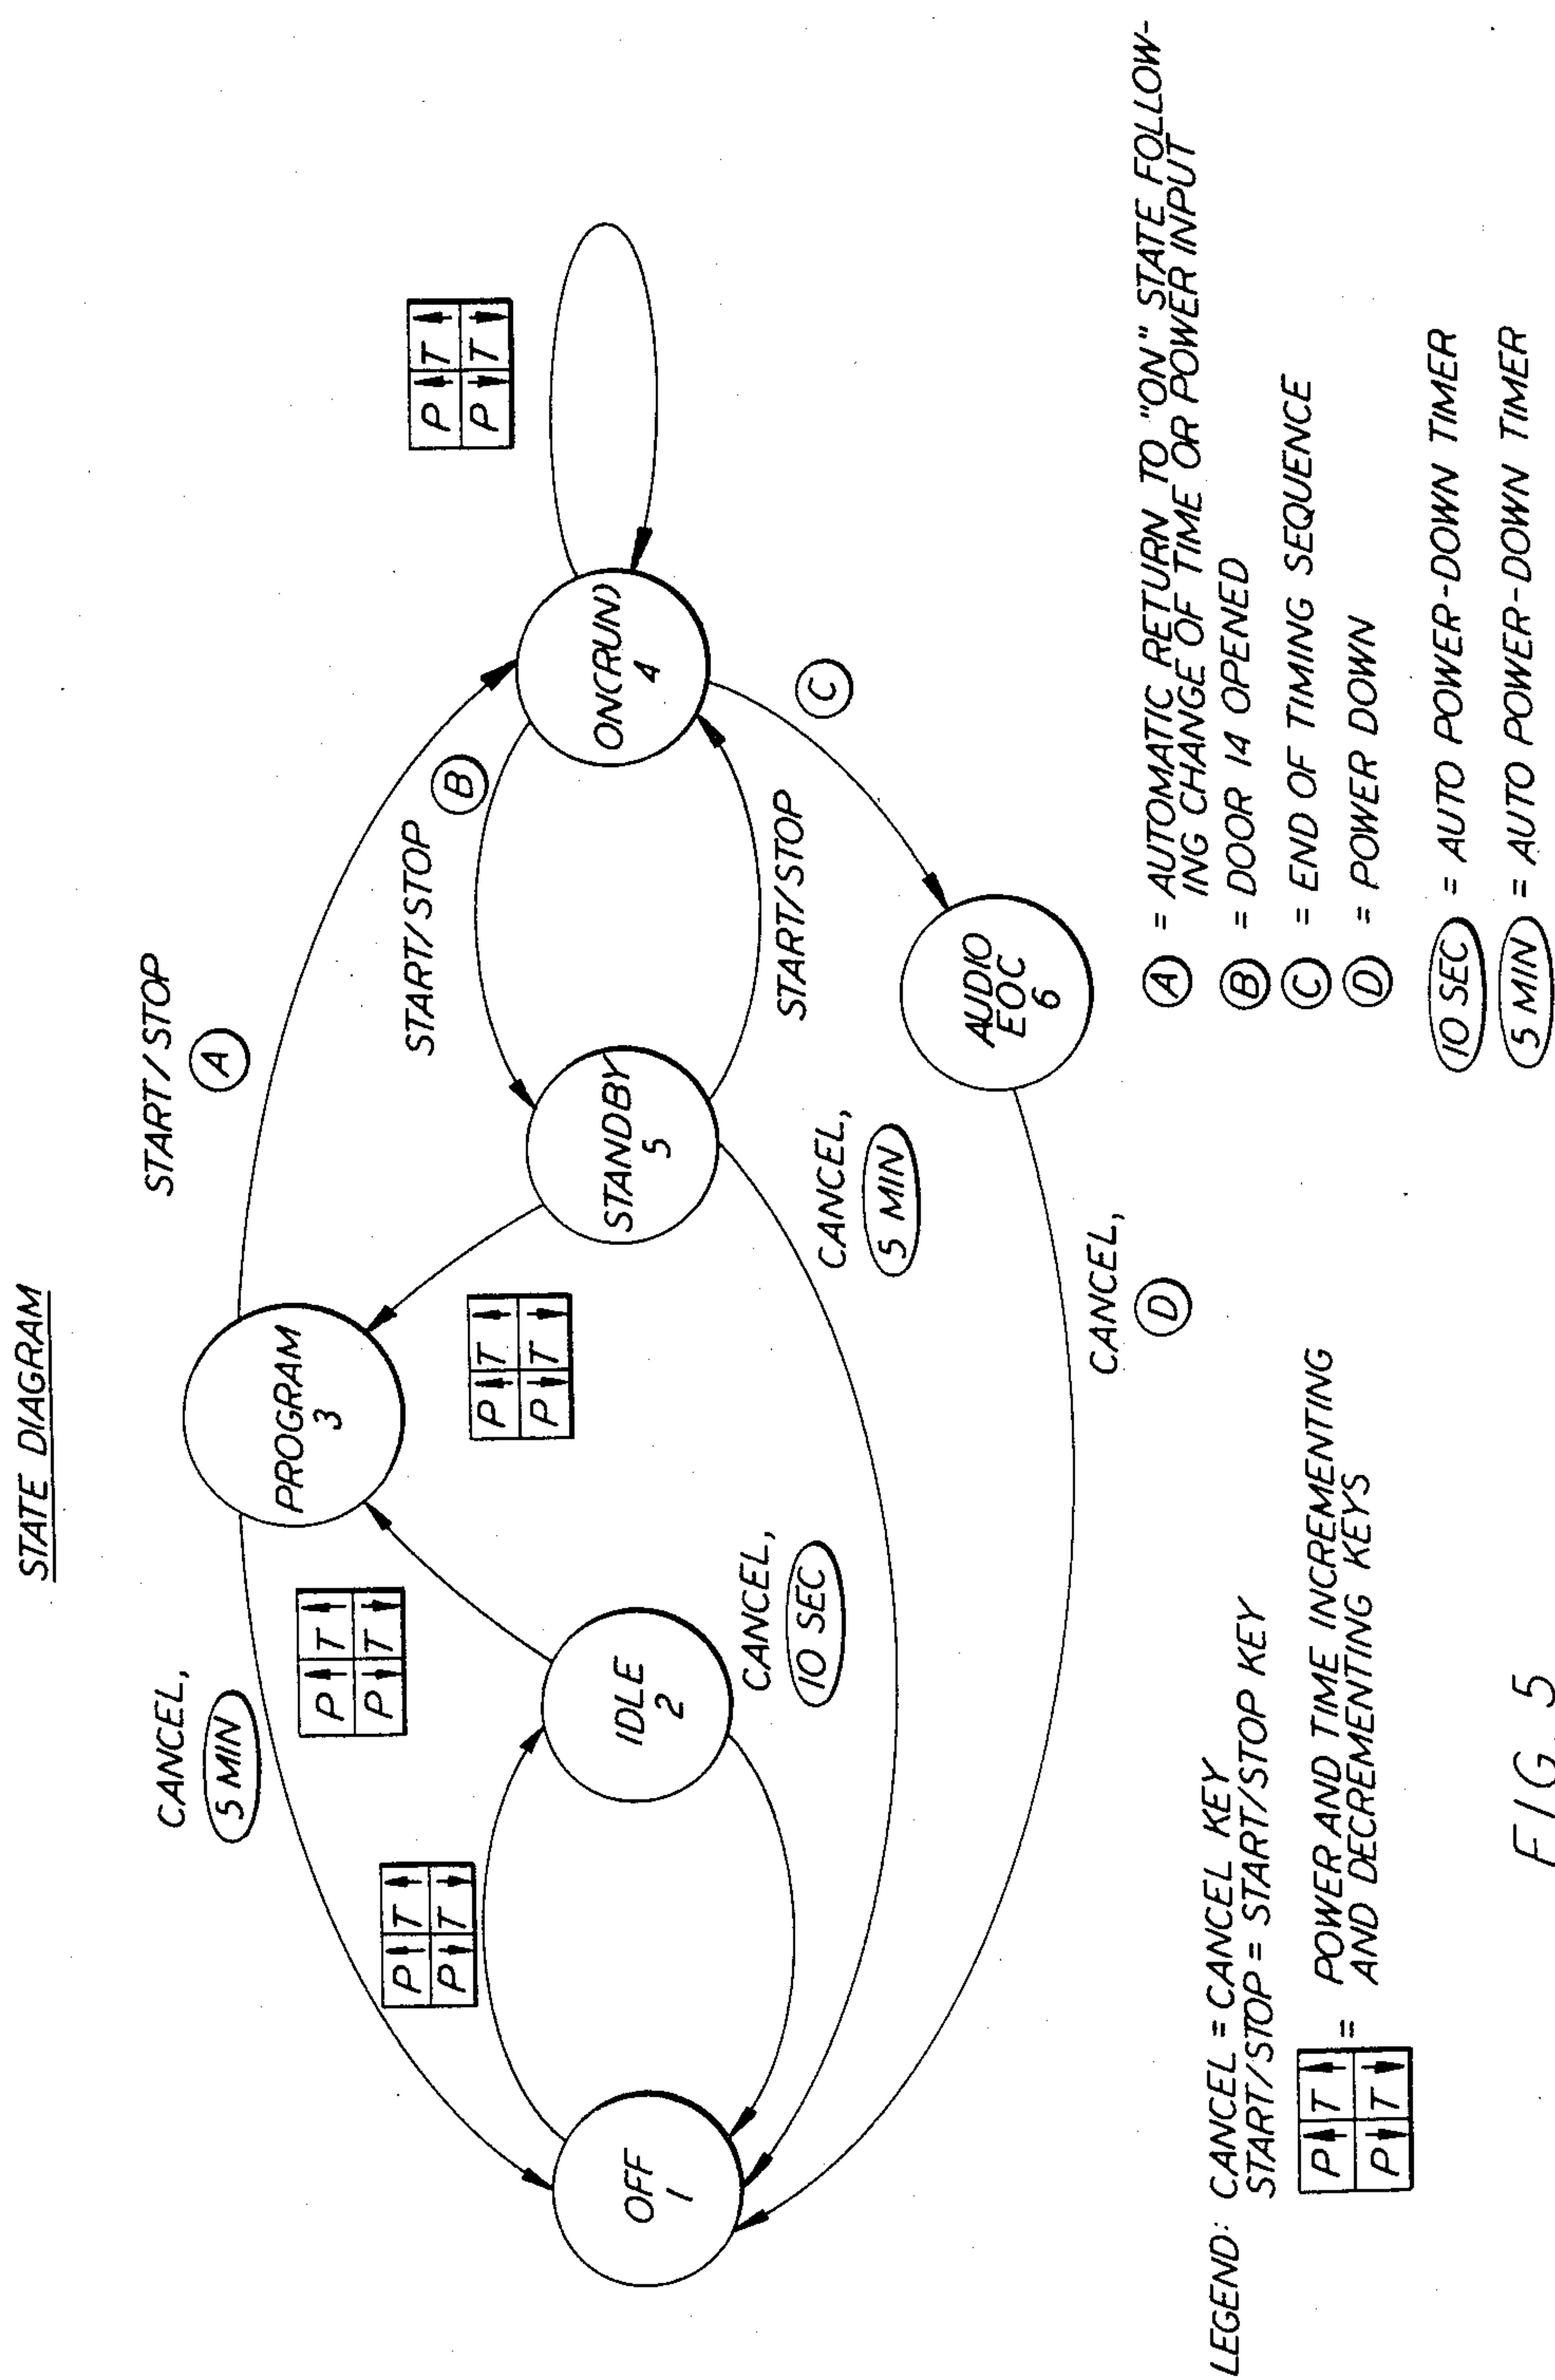 STATE DIAGRAM
CANCEL,
5 MIN
START/STOP
A
PROGRAM
3
P↑ T↑
P↓ T↓
P↑ T↑
P↓ T↓
P↑ T↑
P↓ T↓
P↑ T↑
P↓ T↓
START/STOP
B
OFF
1
IDLE
2
STANDBY
5
ON(RUN)
4
CANCEL,
10 SEC
CANCEL,
5 MIN
START/STOP
C
AUDIO
EOC
6
CANCEL,
D
LEGEND: CANCEL = CANCEL KEY
START/STOP = START/STOP KEY
P↑ T↑
P↓ T↓
= POWER AND TIME INCREMENTING
AND DECREMENTING KEYS
A = AUTOMATIC RETURN TO "ON" STATE FOLLOW-
ING CHANGE OF TIME OR POWER INPUT
B = DOOR 14 OPENED
C = END OF TIMING SEQUENCE
D = POWER DOWN
10 SEC = AUTO POWER-DOWN TIMER
5 MIN = AUTO POWER-DOWN TIMER
FIG. 5